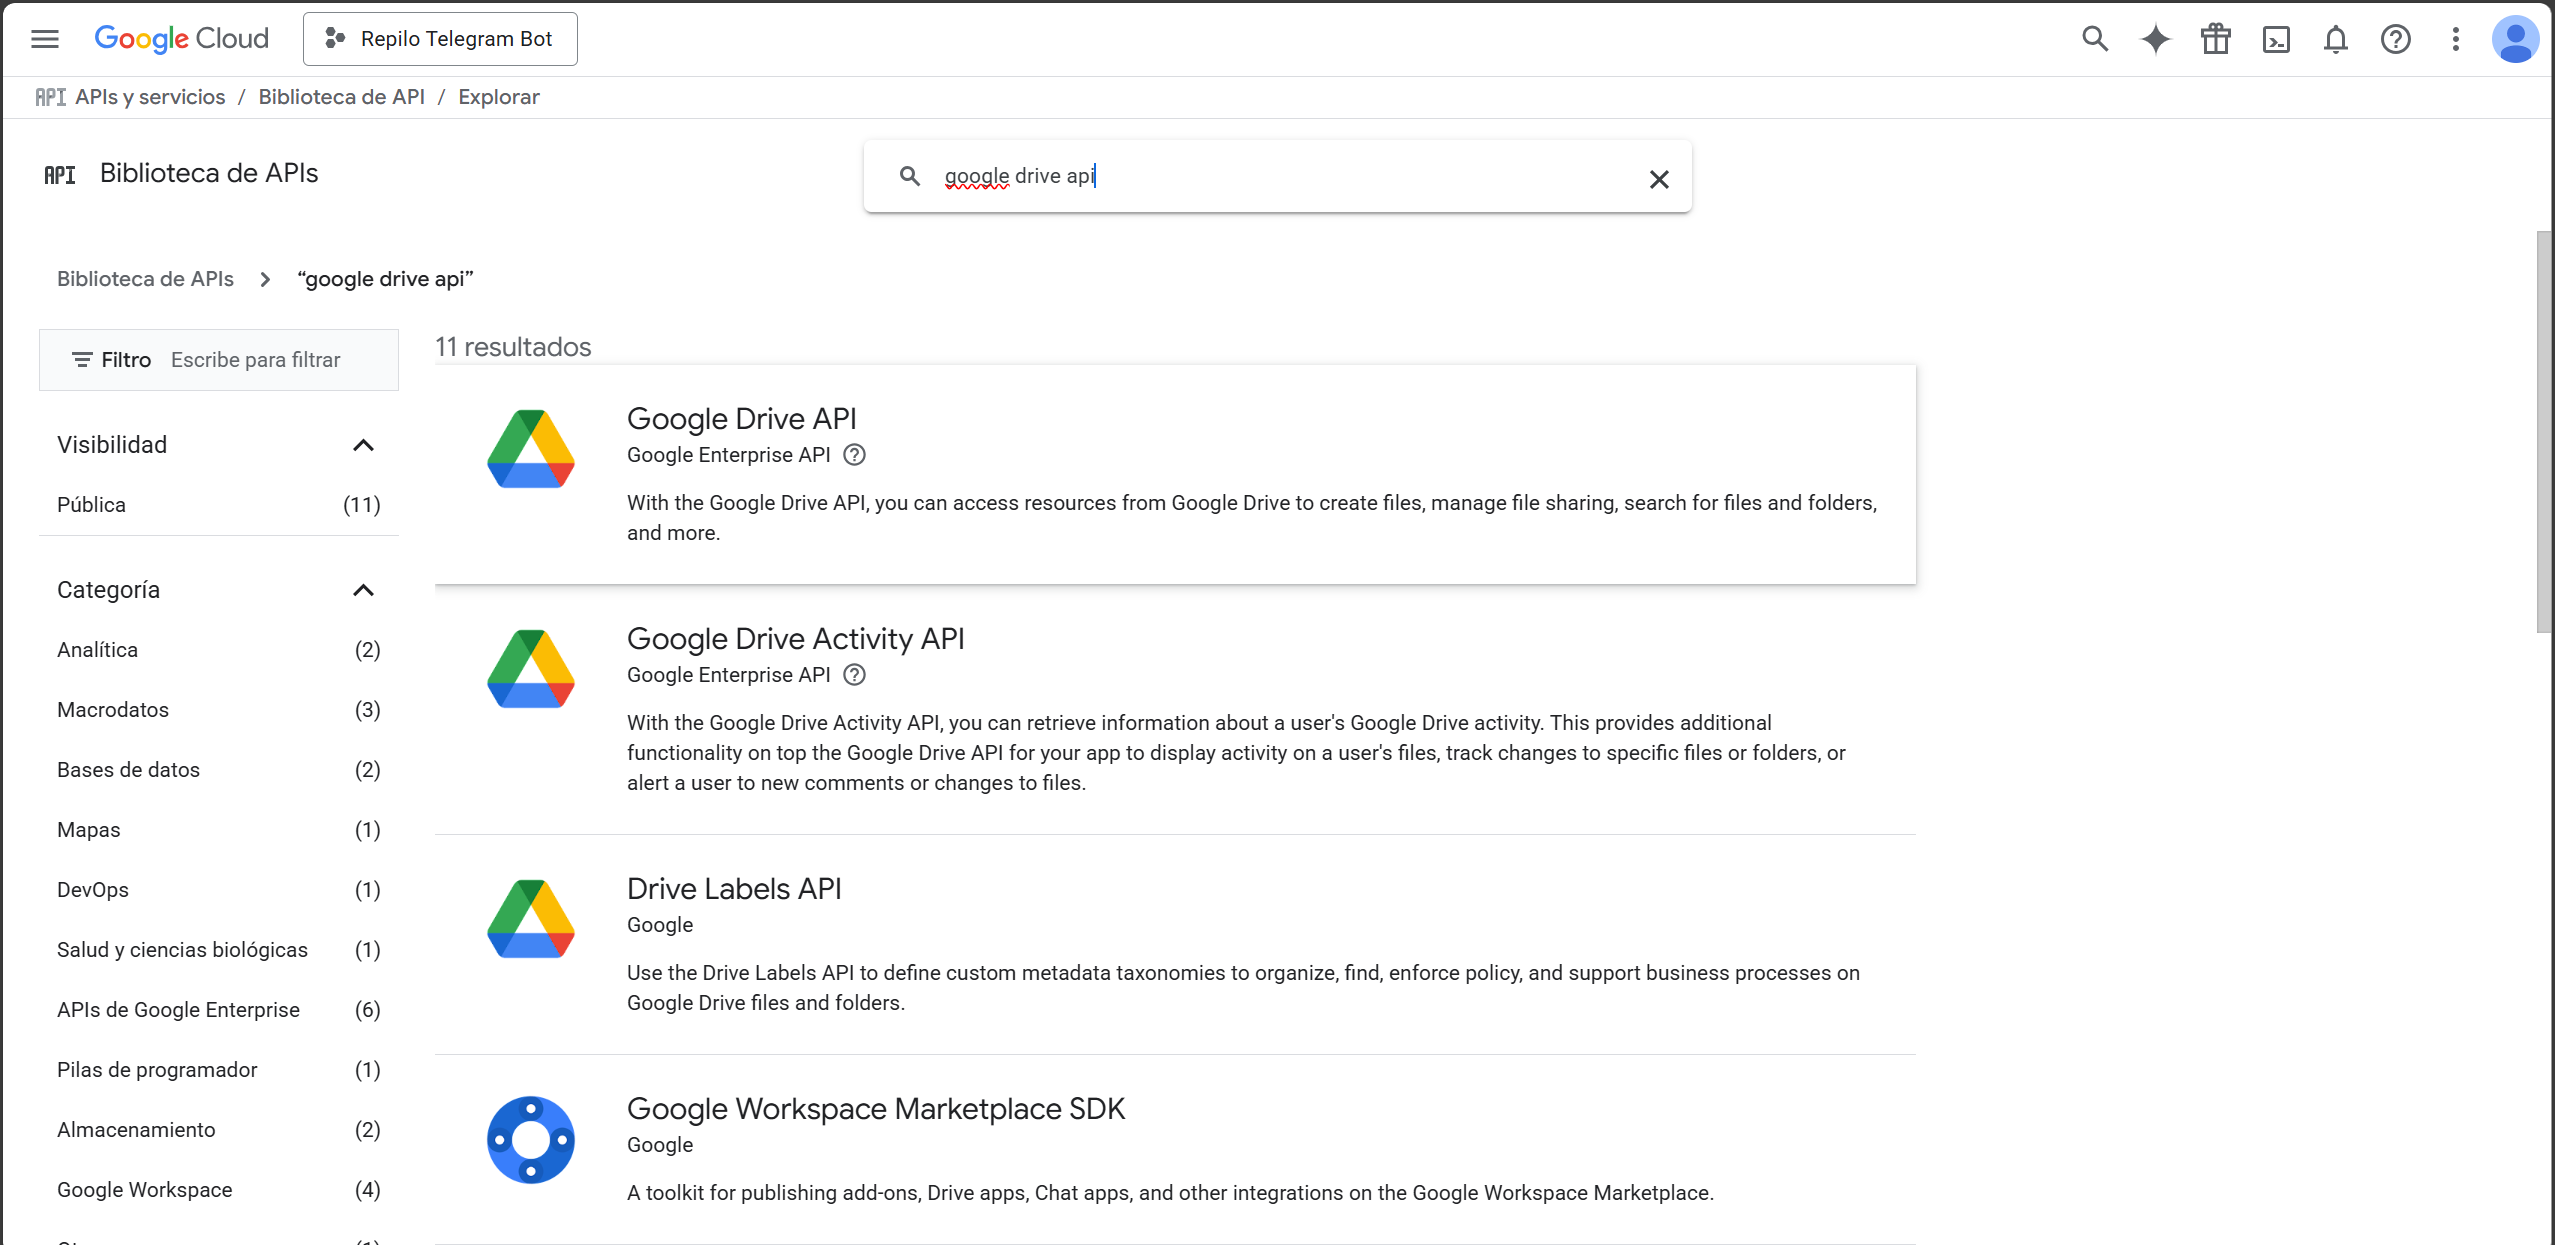 Google Cloud
Repilo Telegram Bot
API APIs y servicios / Biblioteca de API / Explorar
API Biblioteca de APIs
google drive api
Biblioteca de APIs > “google drive api”
Filtro Escribe para filtrar
Visibilidad
Pública (11)
Categoría
Analítica (2)
Macrodatos (3)
Bases de datos (2)
Mapas (1)
DevOps (1)
Salud y ciencias biológicas (1)
APIs de Google Enterprise (6)
Pilas de programador (1)
Almacenamiento (2)
Google Workspace (4)
11 resultados
Google Drive API
Google Enterprise API
With the Google Drive API, you can access resources from Google Drive to create files, manage file sharing, search for files and folders,
and more.
Google Drive Activity API
Google Enterprise API
With the Google Drive Activity API, you can retrieve information about a user's Google Drive activity. This provides additional
functionality on top the Google Drive API for your app to display activity on a user's files, track changes to specific files or folders, or
alert a user to new comments or changes to files.
Drive Labels API
Google
Use the Drive Labels API to define custom metadata taxonomies to organize, find, enforce policy, and support business processes on
Google Drive files and folders.
Google Workspace Marketplace SDK
Google
A toolkit for publishing add-ons, Drive apps, Chat apps, and other integrations on the Google Workspace Marketplace.